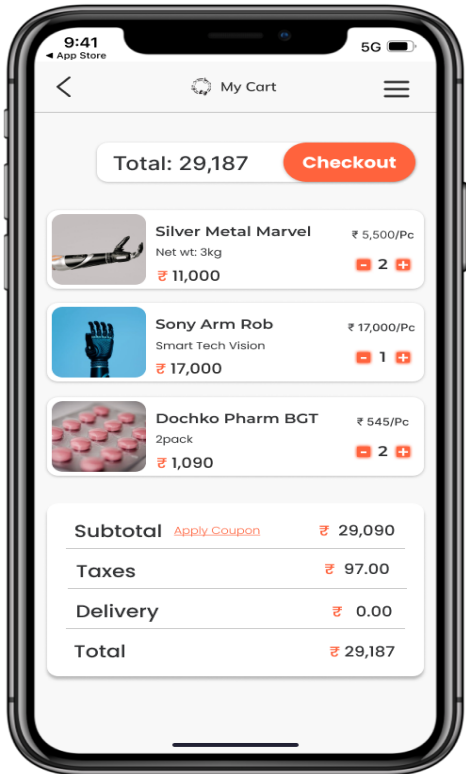 9:41
◀ App Store
5G
My Cart
Total: 29,187
Checkout
Silver Metal Marvel
₹ 5,500/Pc
Net wt: 3kg
- 2 +
₹ 11,000
Sony Arm Rob
₹ 17,000/Pc
Smart Tech Vision
- 1 +
₹ 17,000
Dochko Pharm BGT
₹ 545/Pc
2pack
- 2 +
₹ 1,090
Subtotal Apply Coupon ₹ 29,090
Taxes ₹ 97.00
Delivery ₹ 0.00
Total ₹ 29,187